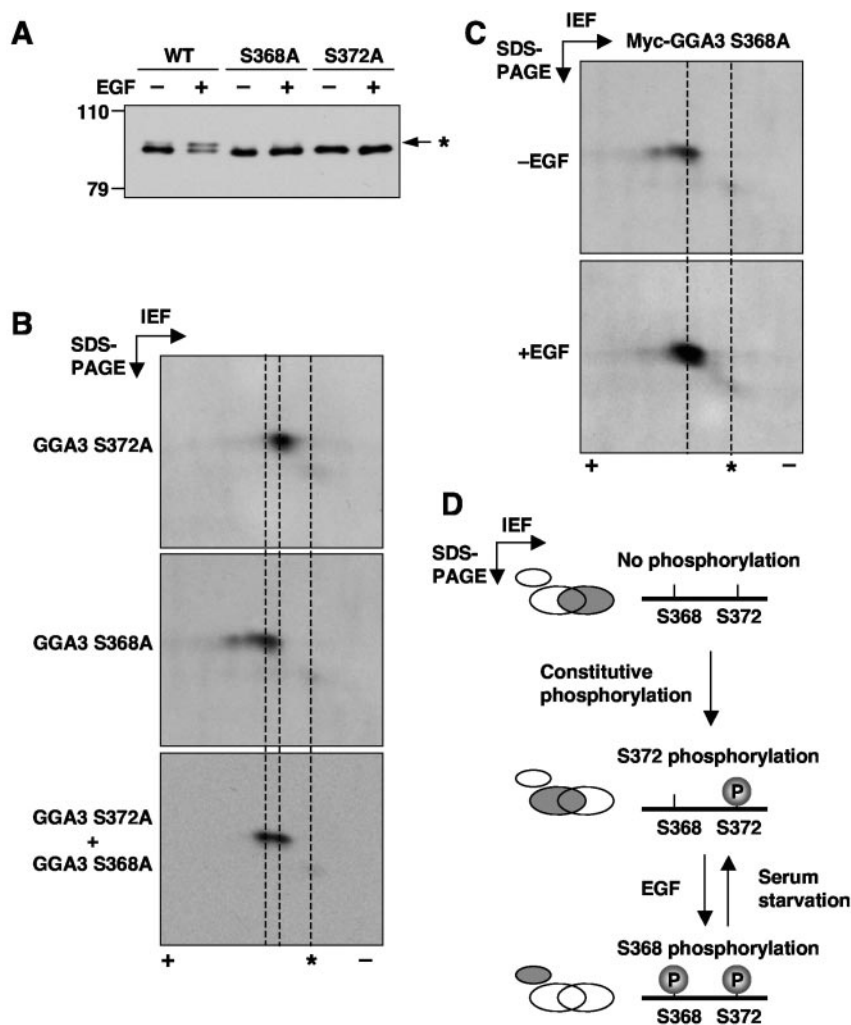 A
WT S368A S372A
EGF − + − + − +
110
79
*
B
IEF
SDS-
PAGE
GGA3 S372A
GGA3 S368A
GGA3 S372A
+
GGA3 S368A
+ * −
C
IEF
SDS-
PAGE
Myc-GGA3 S368A
−EGF
+EGF
+ * −
D
IEF
SDS-
PAGE
No phosphorylation
S368 S372
Constitutive
phosphorylation
S372 phosphorylation
P
S368 S372
EGF
Serum
starvation
S368 phosphorylation
P P
S368 S372